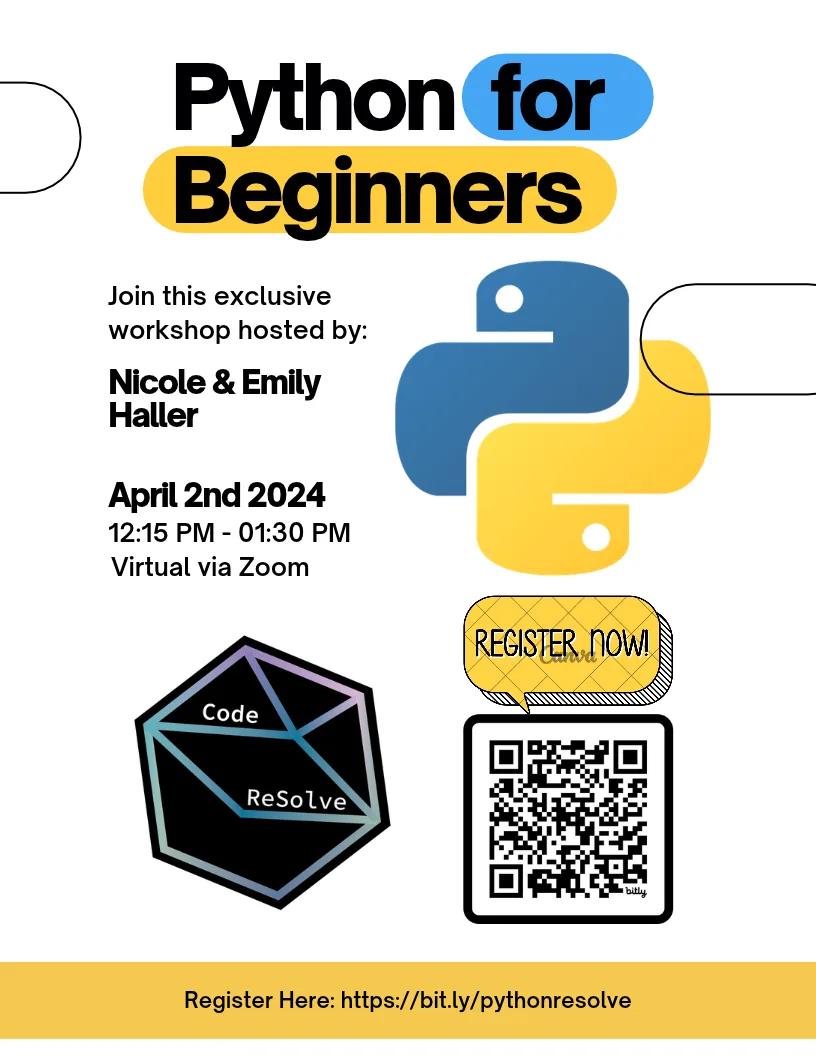 Python for
Beginners
Join this exclusive
workshop hosted by:
Nicole & Emily
Haller
April 2nd 2024
12:15 PM - 01:30 PM
Virtual via Zoom
REGISTER NOW!
Canva
Code
ReSolve
bitly
Register Here: https://bit.ly/pythonresolve